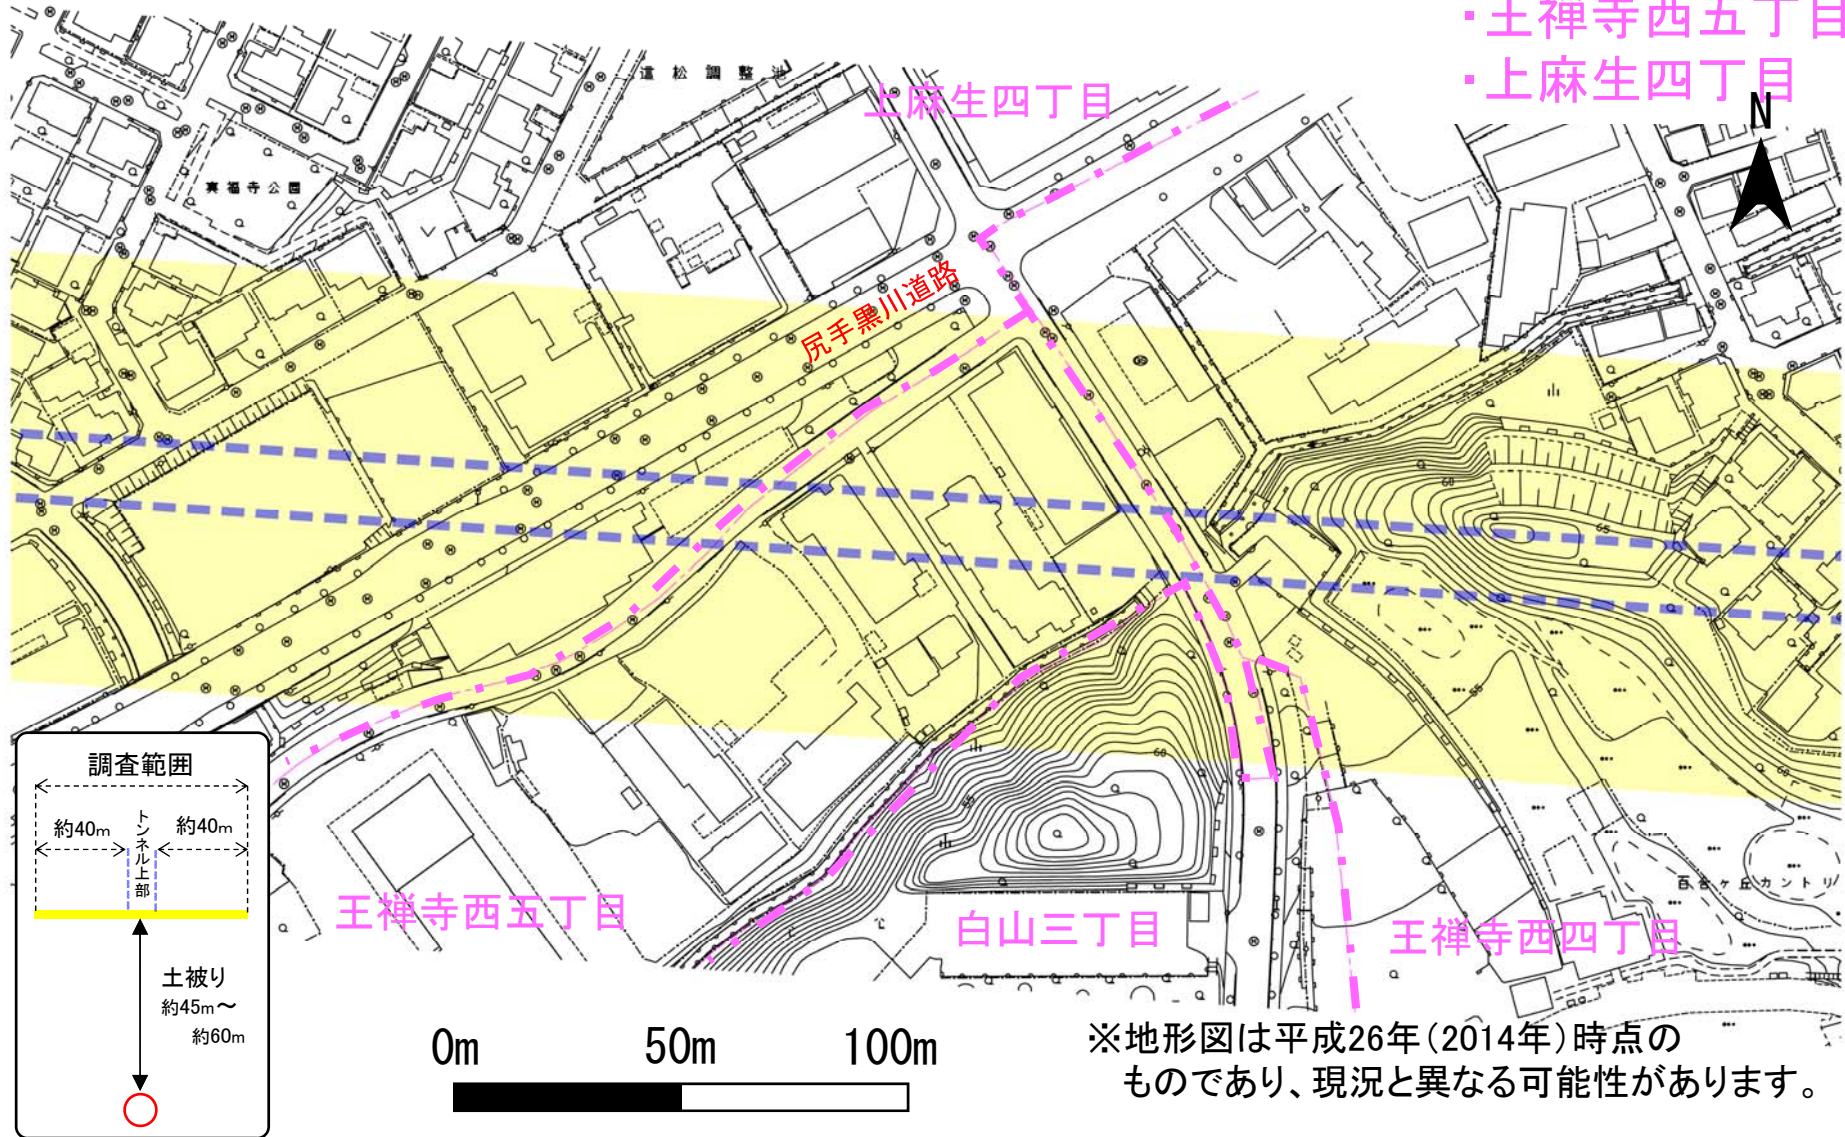 ・王禅寺西五丁目
・上麻生四丁目
N
上麻生四丁目
真福寺公園
尻手黒川道路
60
65
60
60
55
調査範囲
約40m
トンネル上部
約40m
土被り
約45m～
約60m
王禅寺西五丁目
白山三丁目
王禅寺西四丁目
百合ヶ丘カントリ
0m 50m 100m
※地形図は平成26年(2014年)時点の
ものであり、現況と異なる可能性があります。